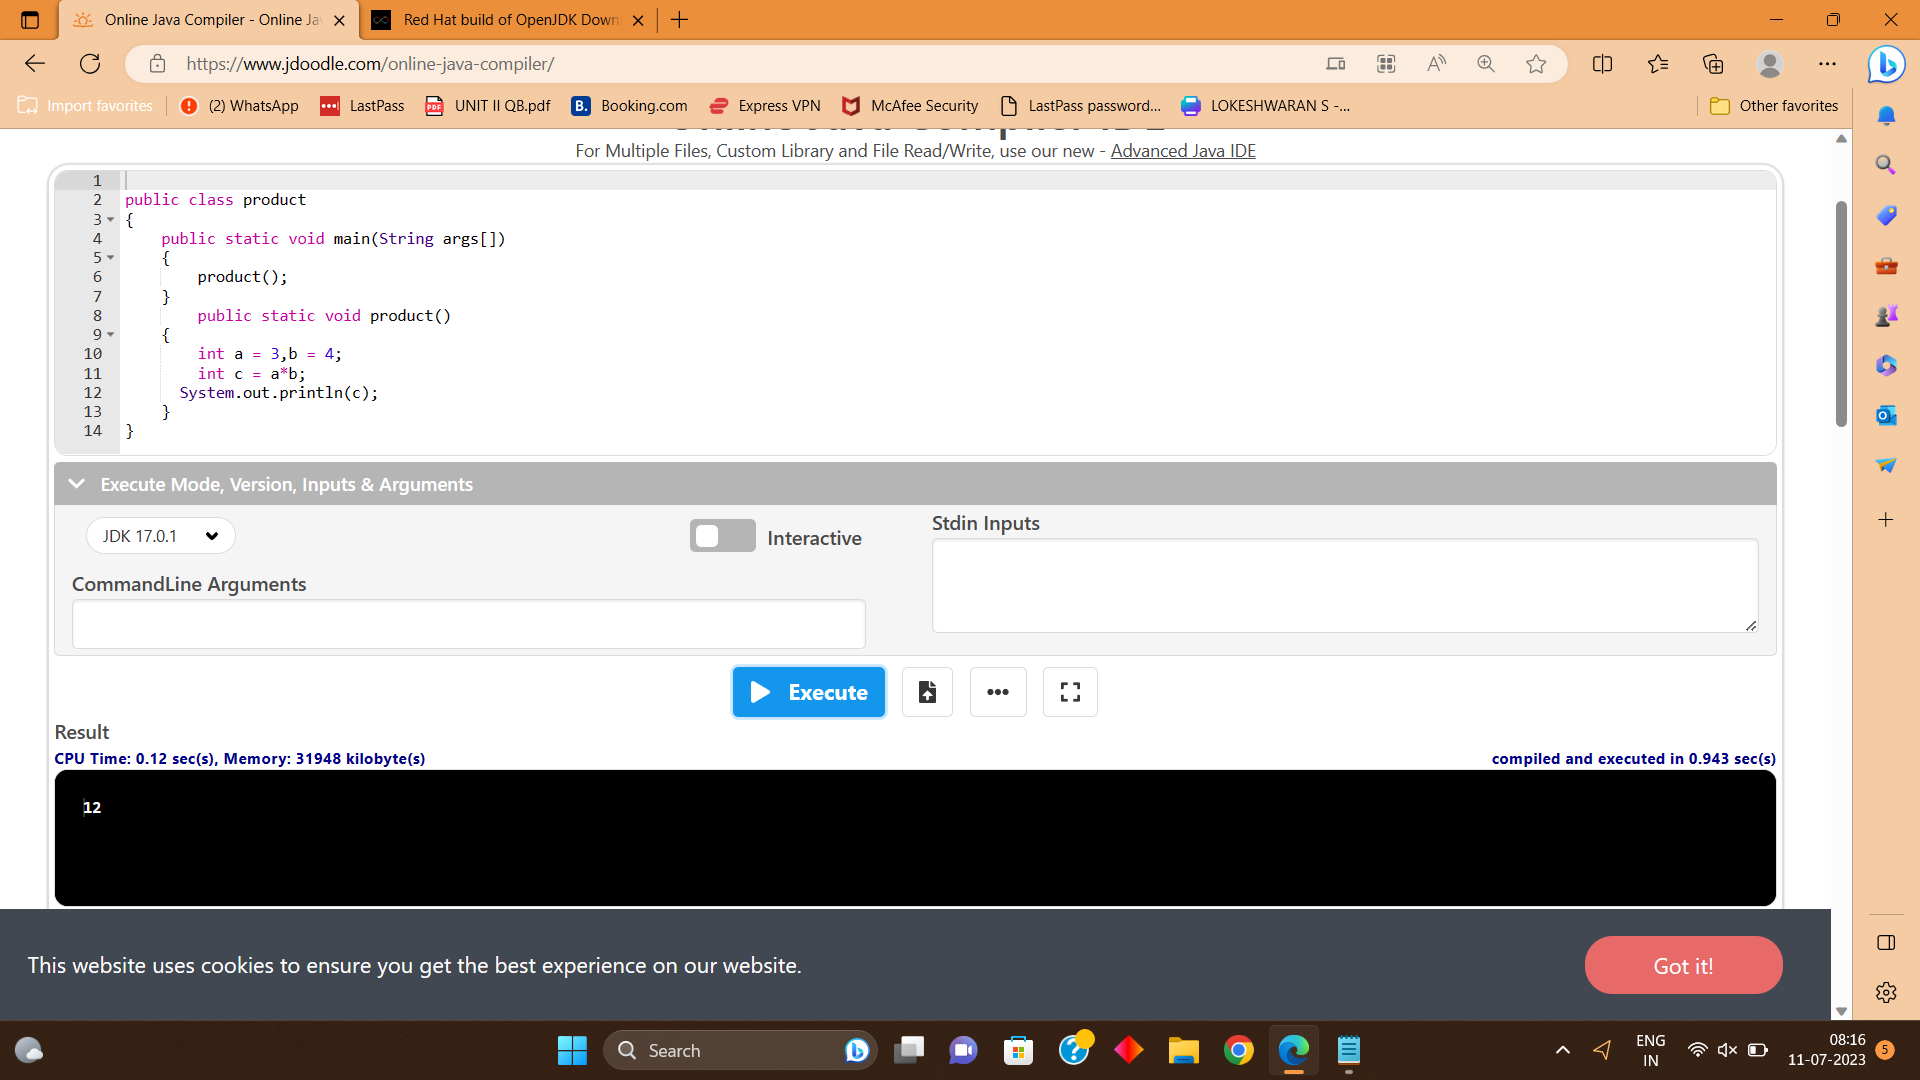 Online Java Compiler - Online Ja
Red Hat build of OpenJDK Down
https://www.jdoodle.com/online-java-compiler/
Import favorites
(2) WhatsApp
LastPass
UNIT II QB.pdf
Booking.com
Express VPN
McAfee Security
LastPass password...
LOKESHWARAN S -...
Other favorites
For Multiple Files, Custom Library and File Read/Write, use our new - Advanced Java IDE
1
2 public class product
3 {
4 public static void main(String args[])
5 {
6 product();
7 }
8 public static void product()
9 {
10 int a = 3,b = 4;
11 int c = a*b;
12 System.out.println(c);
13 }
14 }
Execute Mode, Version, Inputs & Arguments
JDK 17.0.1
Interactive
Stdin Inputs
CommandLine Arguments
Execute
Result
CPU Time: 0.12 sec(s), Memory: 31948 kilobyte(s)
compiled and executed in 0.943 sec(s)
12
This website uses cookies to ensure you get the best experience on our website.
Got it!
Search
ENG
IN
08:16
11-07-2023
5